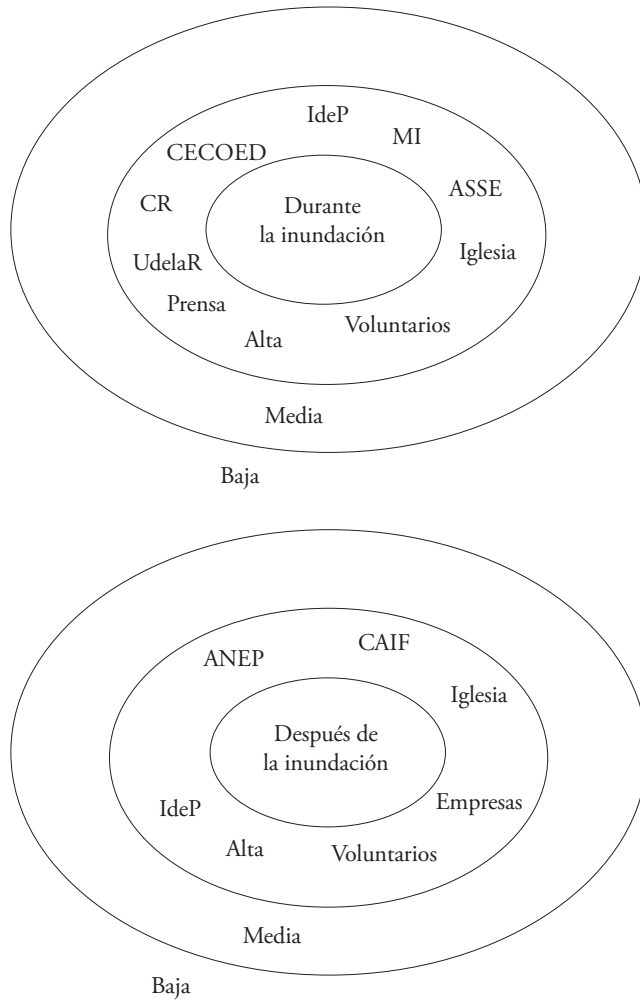 IdeP
MI
CECOED
ASSE
CR
Durante
la inundación
Iglesia
UdelaR
Prensa
Voluntarios
Alta
Media
Baja
CAIF
ANEP
Iglesia
Después de
la inundación
Empresas
IdeP
Alta
Voluntarios
Media
Baja